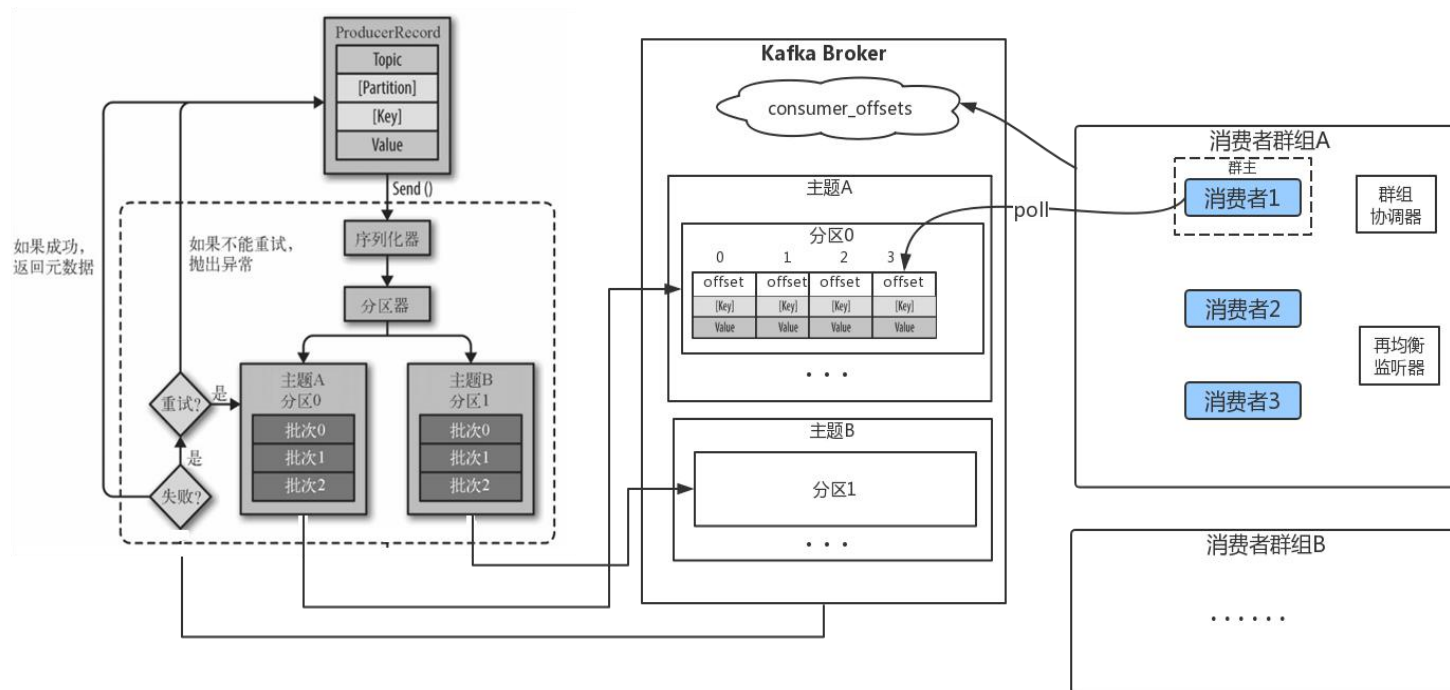 ProducerRecord
Topic
[Partition]
[Key]
Value
Send ()
序列化器
分区器
如果成功，
返回元数据
如果不能重试，
抛出异常
重试?
是
失败?
是
主题A
分区0
批次0
批次1
批次2
主题B
分区1
批次0
批次1
批次2
Kafka Broker
consumer_offsets
主题A
分区0
0 1 2 3
offset offset offset offset
[Key] [Key] [Key] [Key]
Value Value Value Value
. . .
主题B
分区1
. . .
poll
消费者群组A
群主
消费者1
群组
协调器
消费者2
再均衡
监听器
消费者3
消费者群组B
. . . . . .